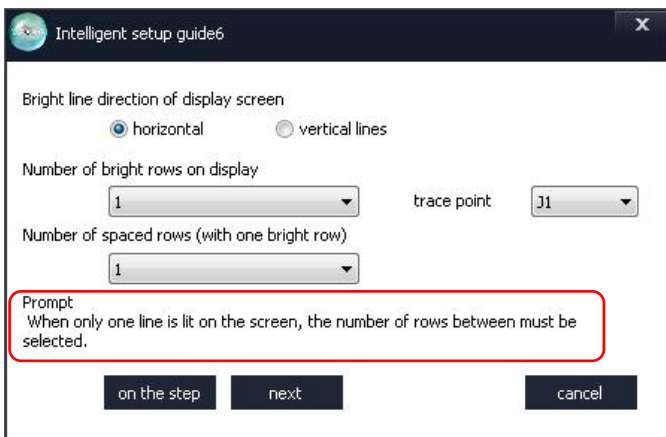 Intelligent setup guide6
X
Bright line direction of display screen
horizontal vertical lines
Number of bright rows on display
1 trace point J1
Number of spaced rows (with one bright row)
1
Prompt
When only one line is lit on the screen, the number of rows between must be
selected.
on the step next cancel